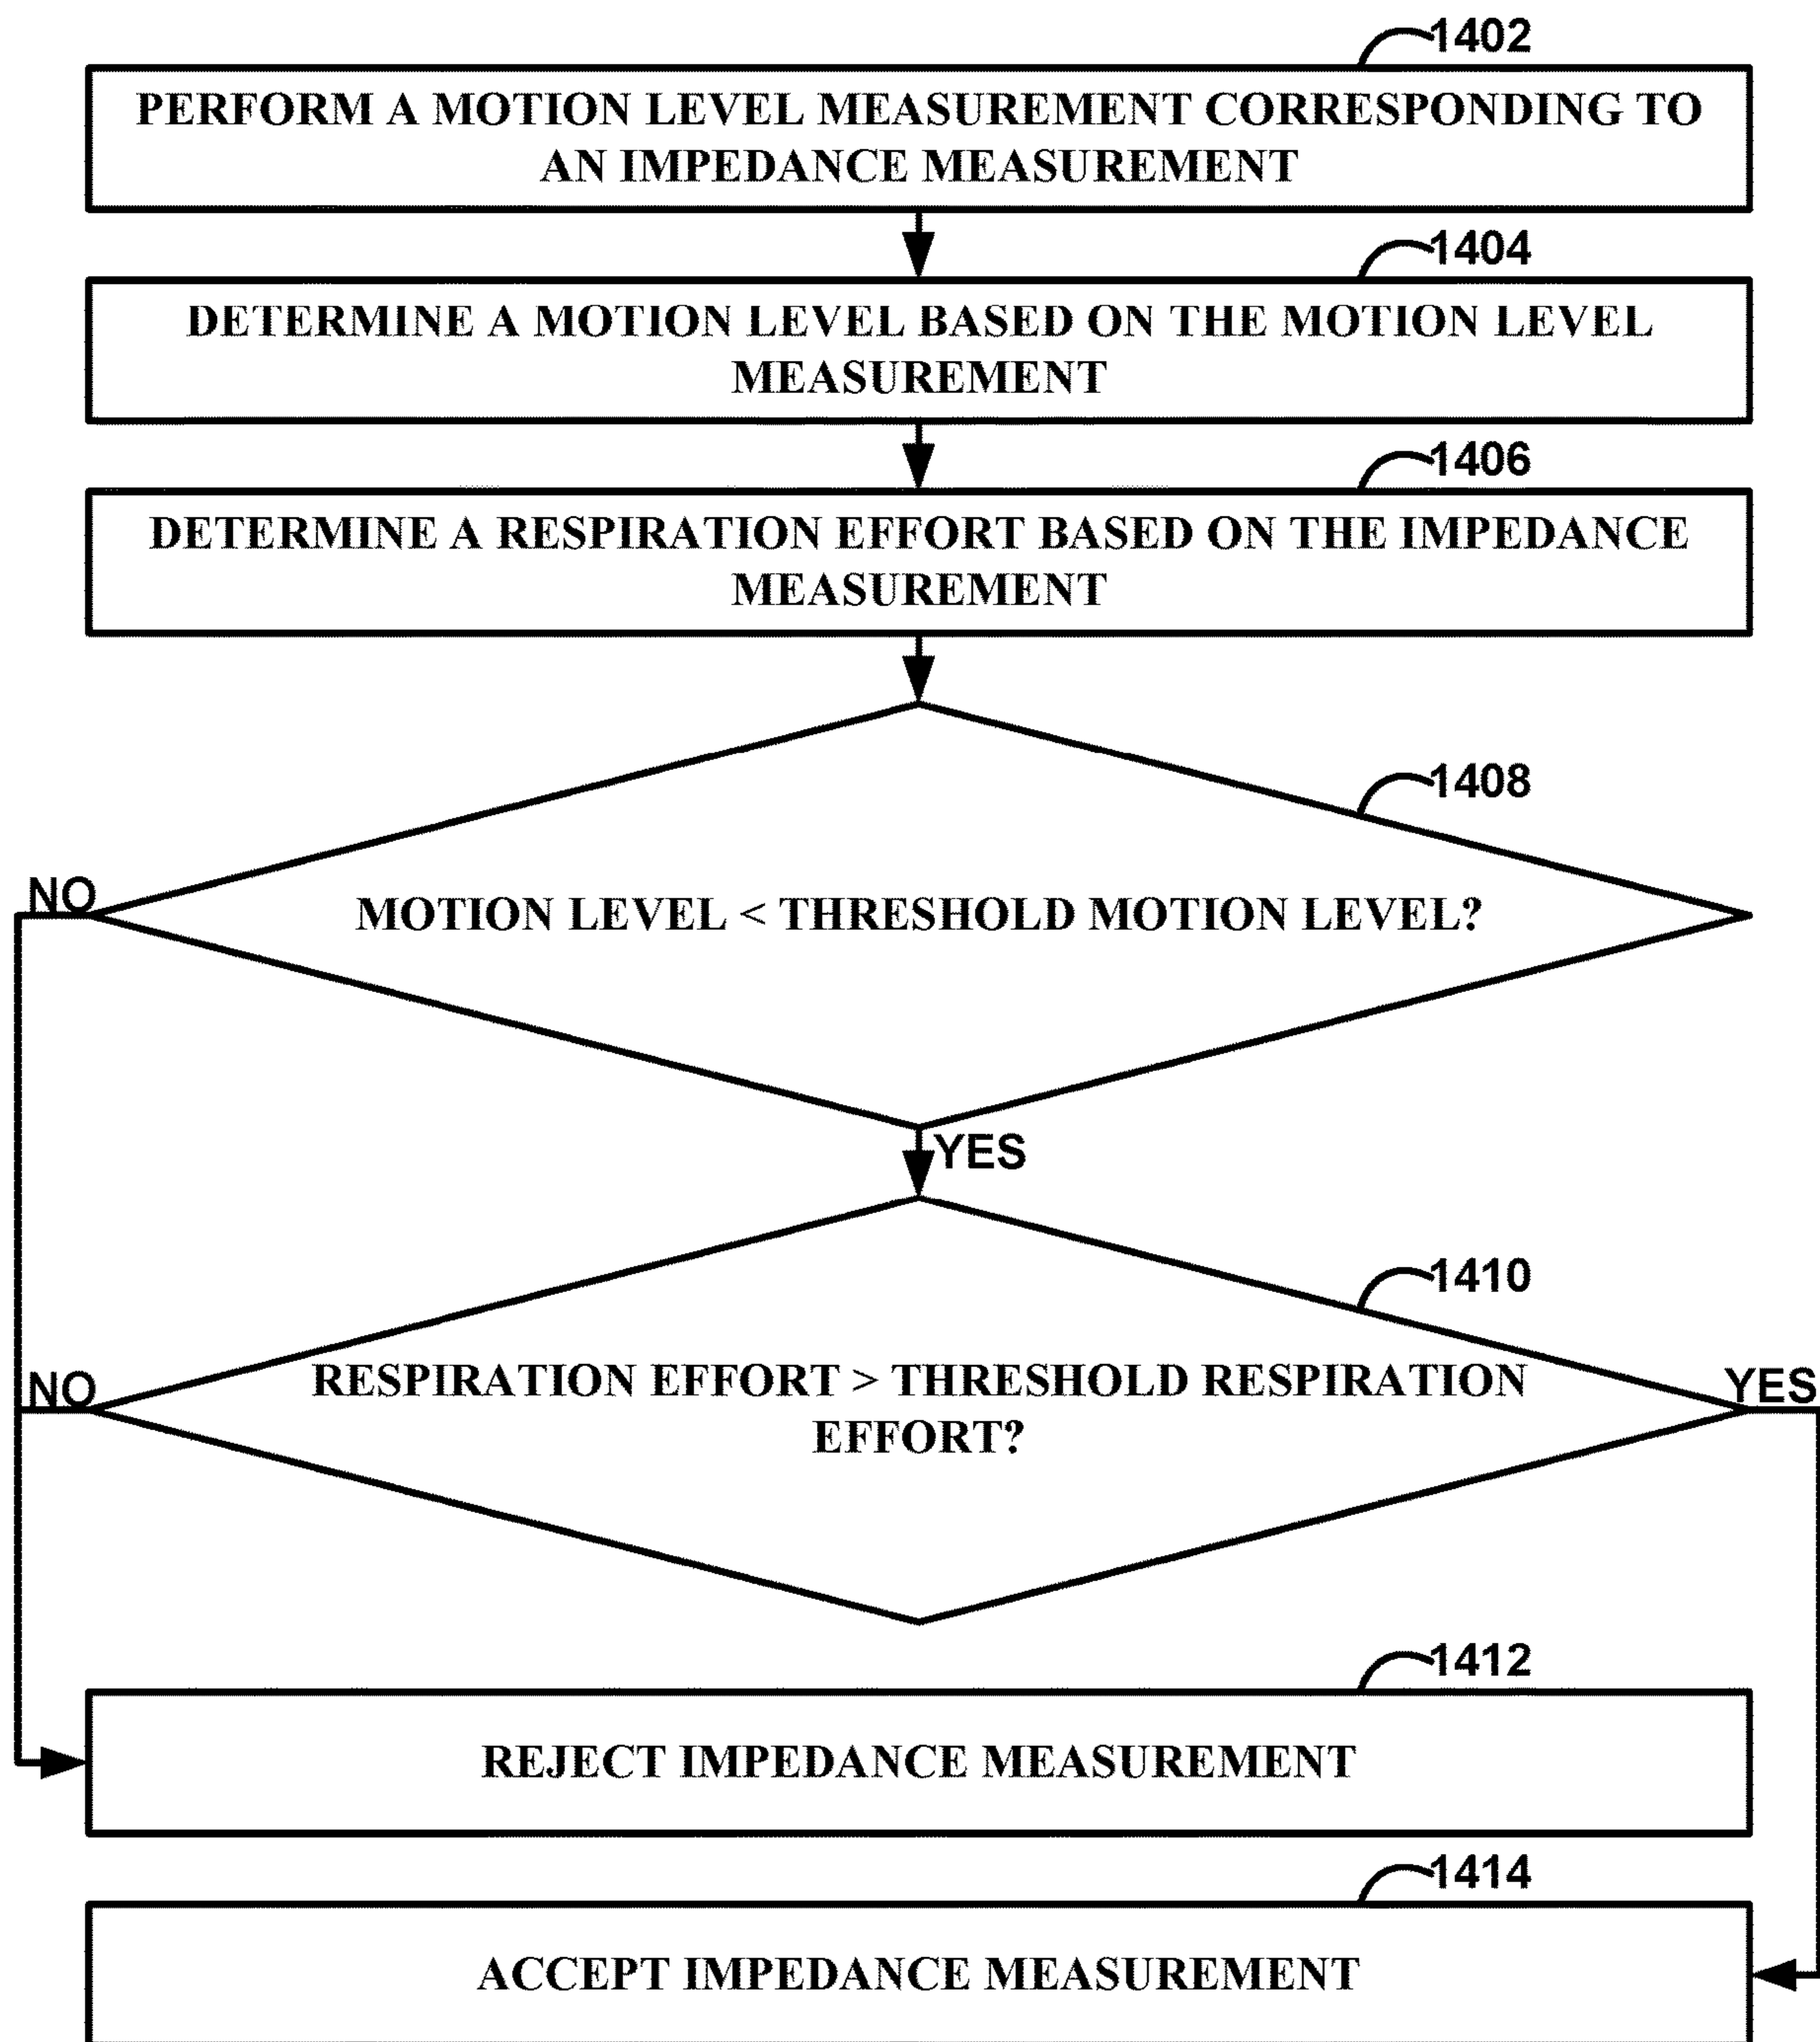 1402
PERFORM A MOTION LEVEL MEASUREMENT CORRESPONDING TO
AN IMPEDANCE MEASUREMENT
1404
DETERMINE A MOTION LEVEL BASED ON THE MOTION LEVEL
MEASUREMENT
1406
DETERMINE A RESPIRATION EFFORT BASED ON THE IMPEDANCE
MEASUREMENT
1408
NO
MOTION LEVEL < THRESHOLD MOTION LEVEL?
YES
1410
NO
RESPIRATION EFFORT > THRESHOLD RESPIRATION
EFFORT?
YES
1412
REJECT IMPEDANCE MEASUREMENT
1414
ACCEPT IMPEDANCE MEASUREMENT